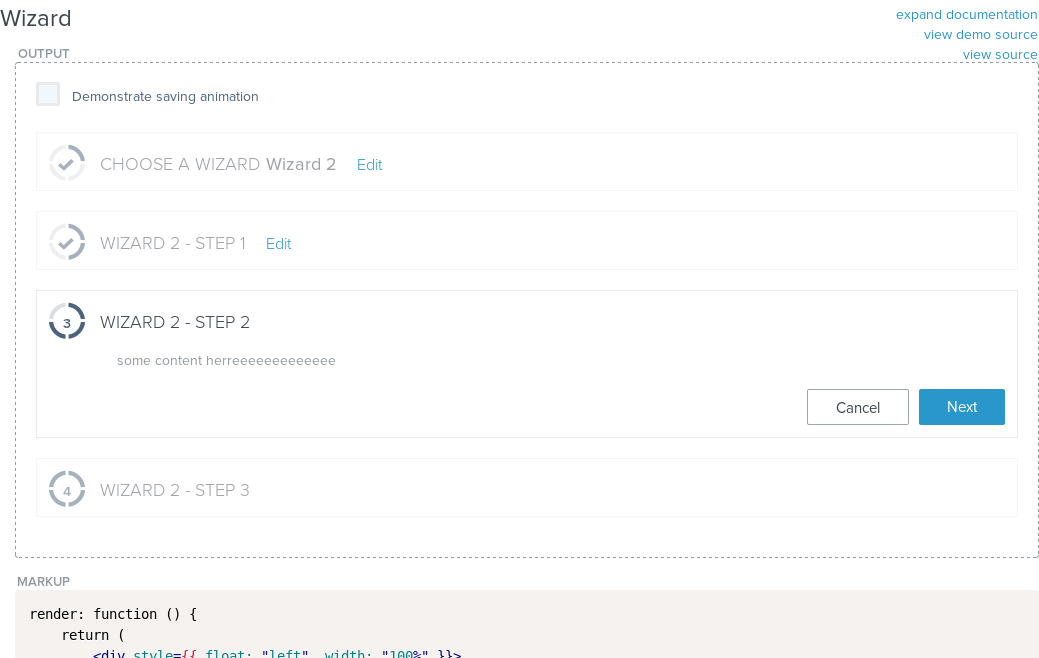 Wizard
expand documentation
view demo source
view source
OUTPUT
Demonstrate saving animation
CHOOSE A WIZARD Wizard 2 Edit
WIZARD 2 - STEP 1 Edit
3 WIZARD 2 - STEP 2
some content herreeeeeeeeeeeee
Cancel Next
4 WIZARD 2 - STEP 3
MARKUP
render: function () {
return (
<div style={{ float: "left", width: "100%" }}>